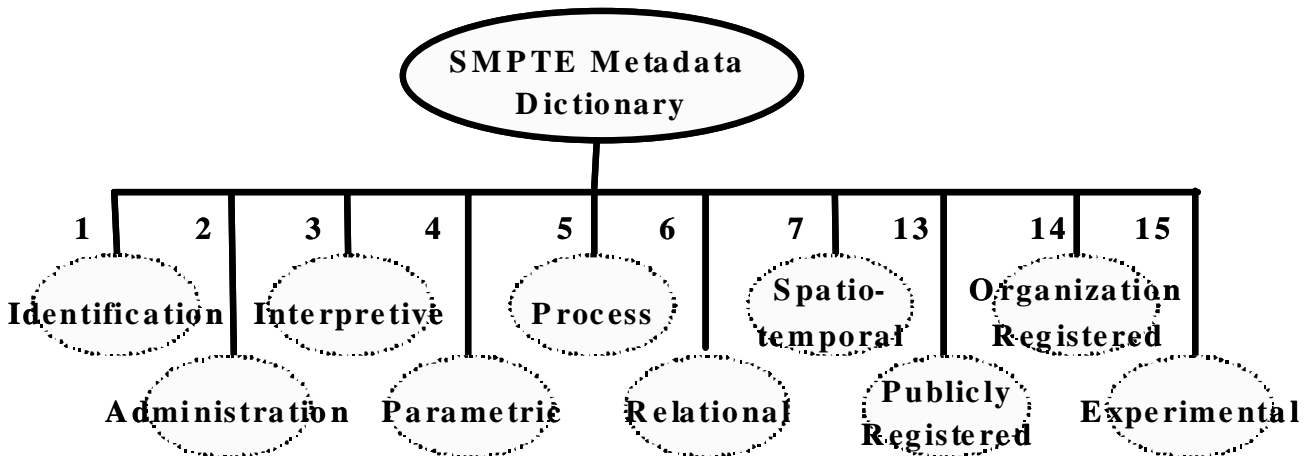 SMPTE Metadata
Dictionary
1 2 3 4 5 6 7 13 14 15
Identification
Administration
Interpretive
Parametric
Process
Relational
Spatio-
temporal
Publicly
Registered
Organization
Registered
Experimental